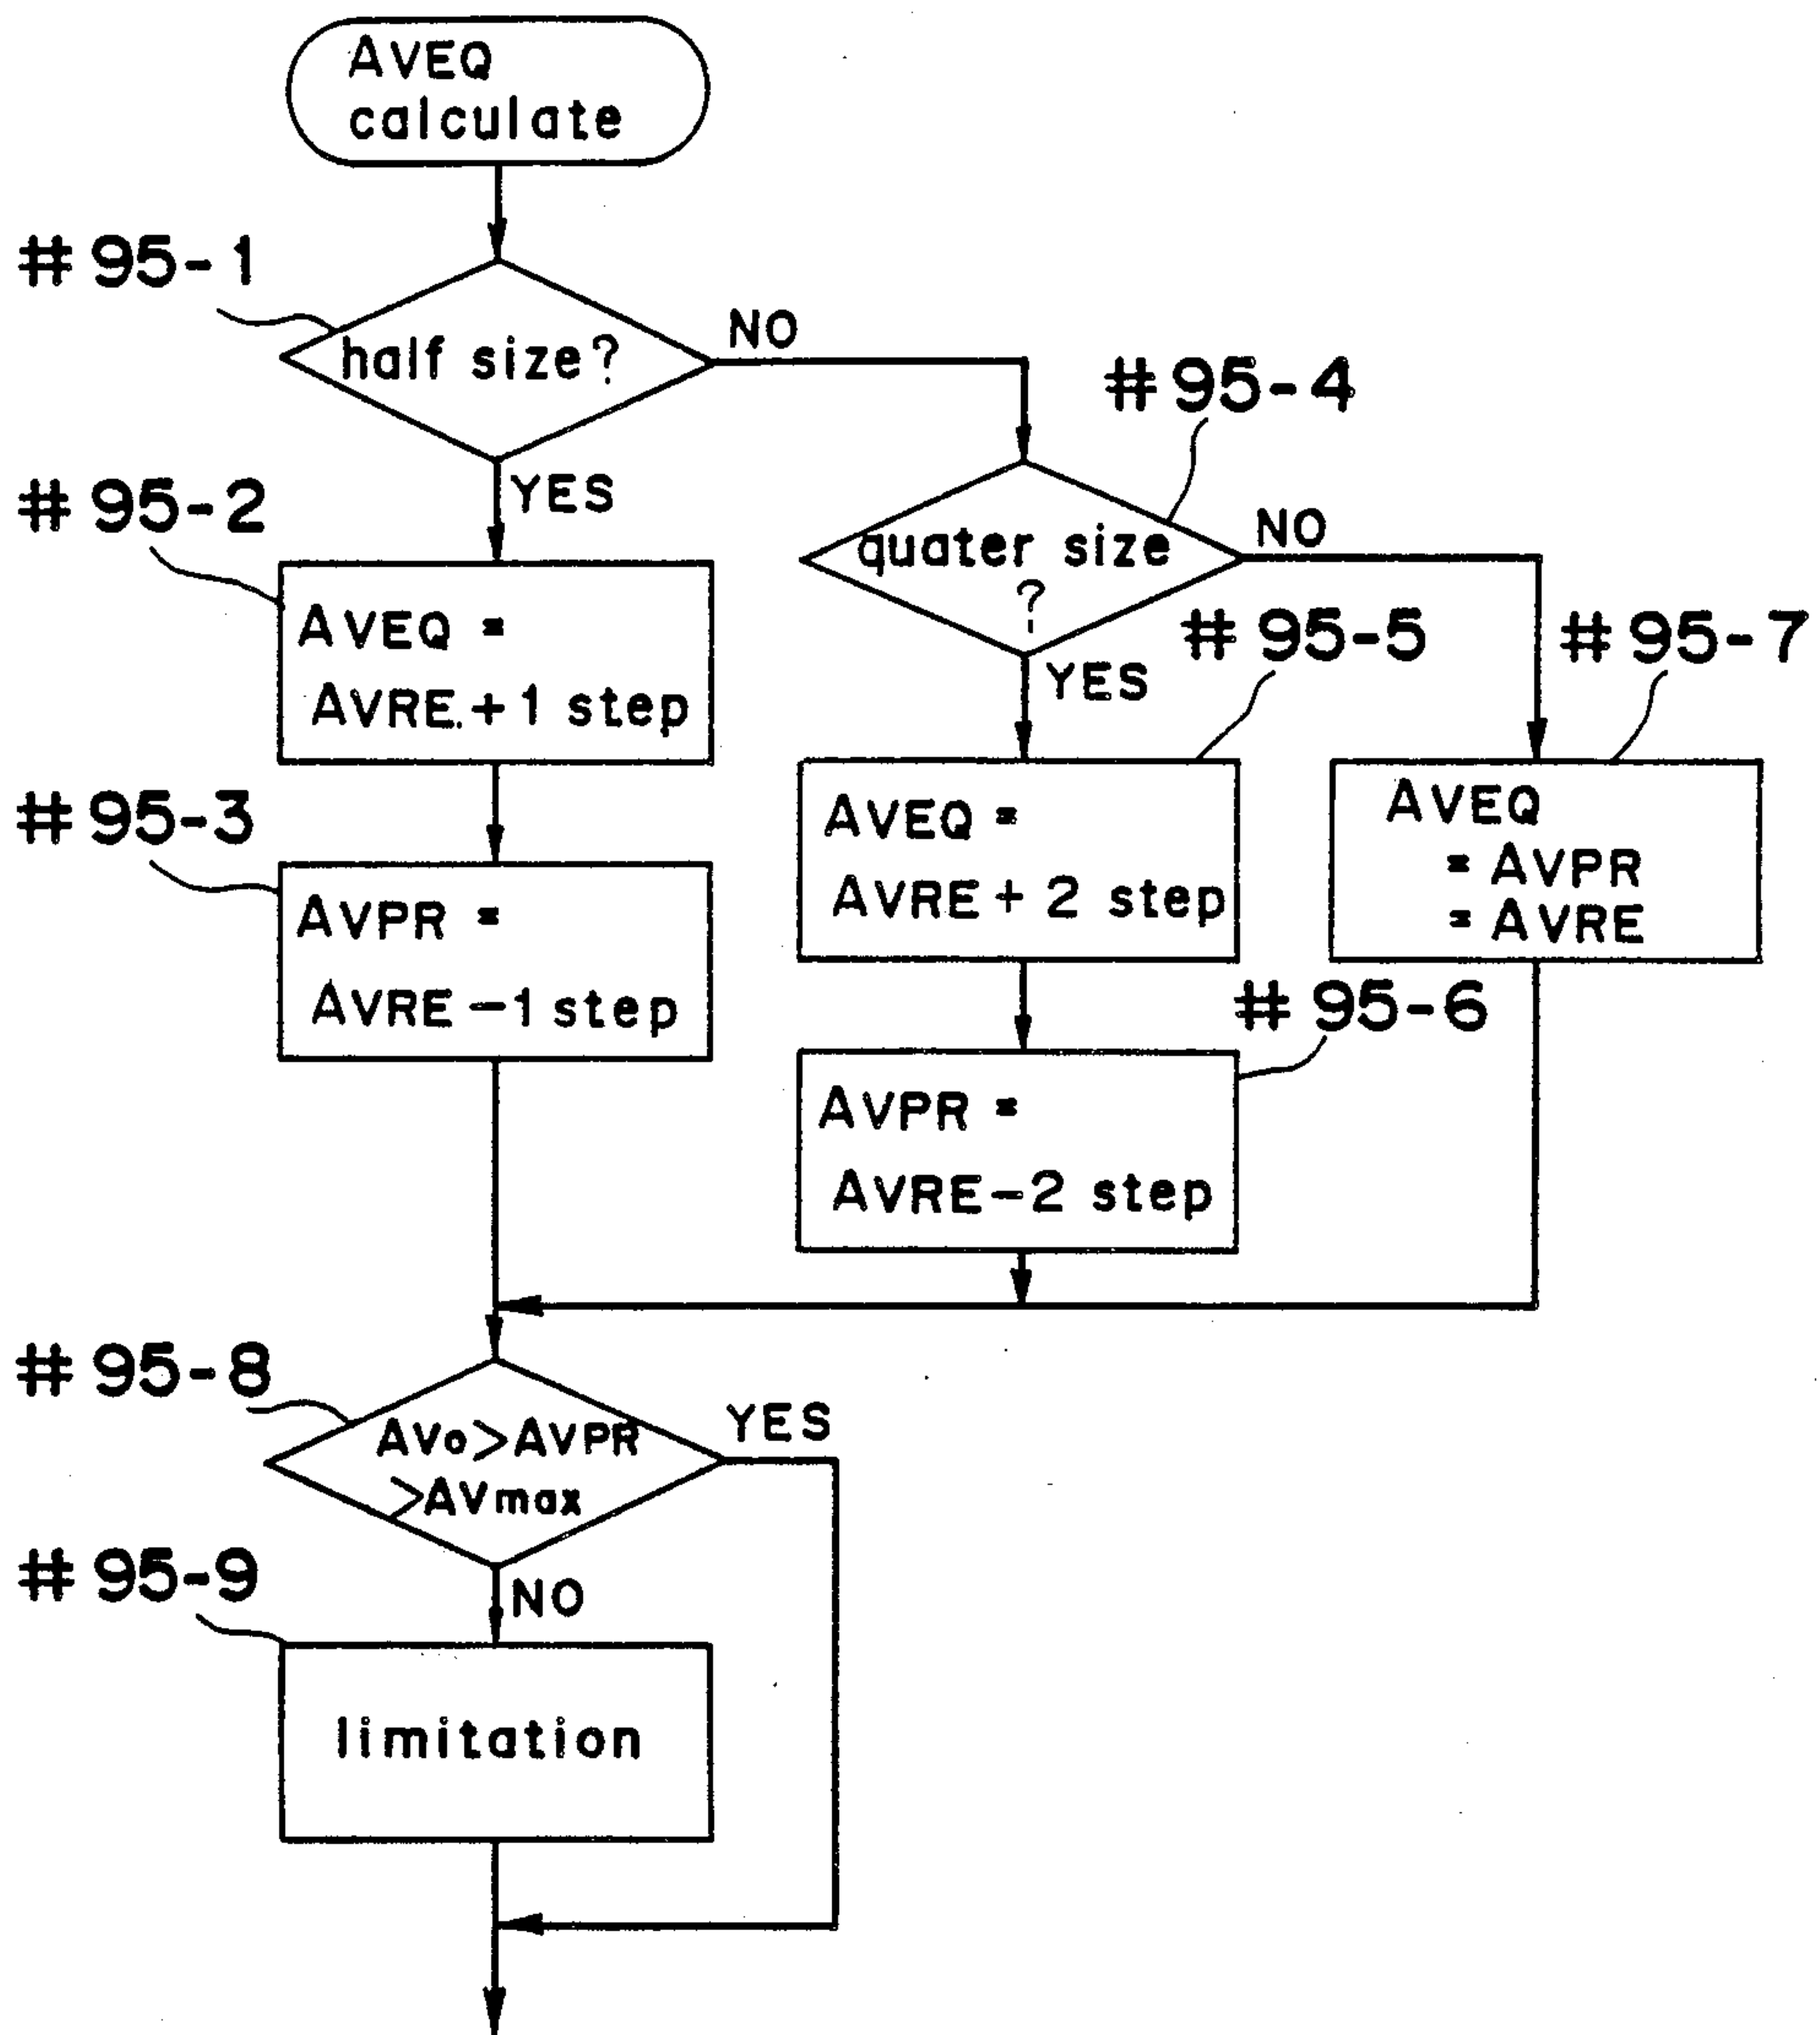 AVEQ
calculate
# 95-1
half size?
NO
YES
# 95-2
AVEQ =
AVRE + 1 step
# 95-3
AVPR =
AVRE - 1 step
# 95-4
quater size
?
NO
YES
# 95-5
AVEQ =
AVRE + 2 step
# 95-6
AVPR =
AVRE - 2 step
# 95-7
AVEQ
= AVPR
= AVRE
# 95-8
AVo > AVPR
> AVmax
YES
NO
# 95-9
limitation